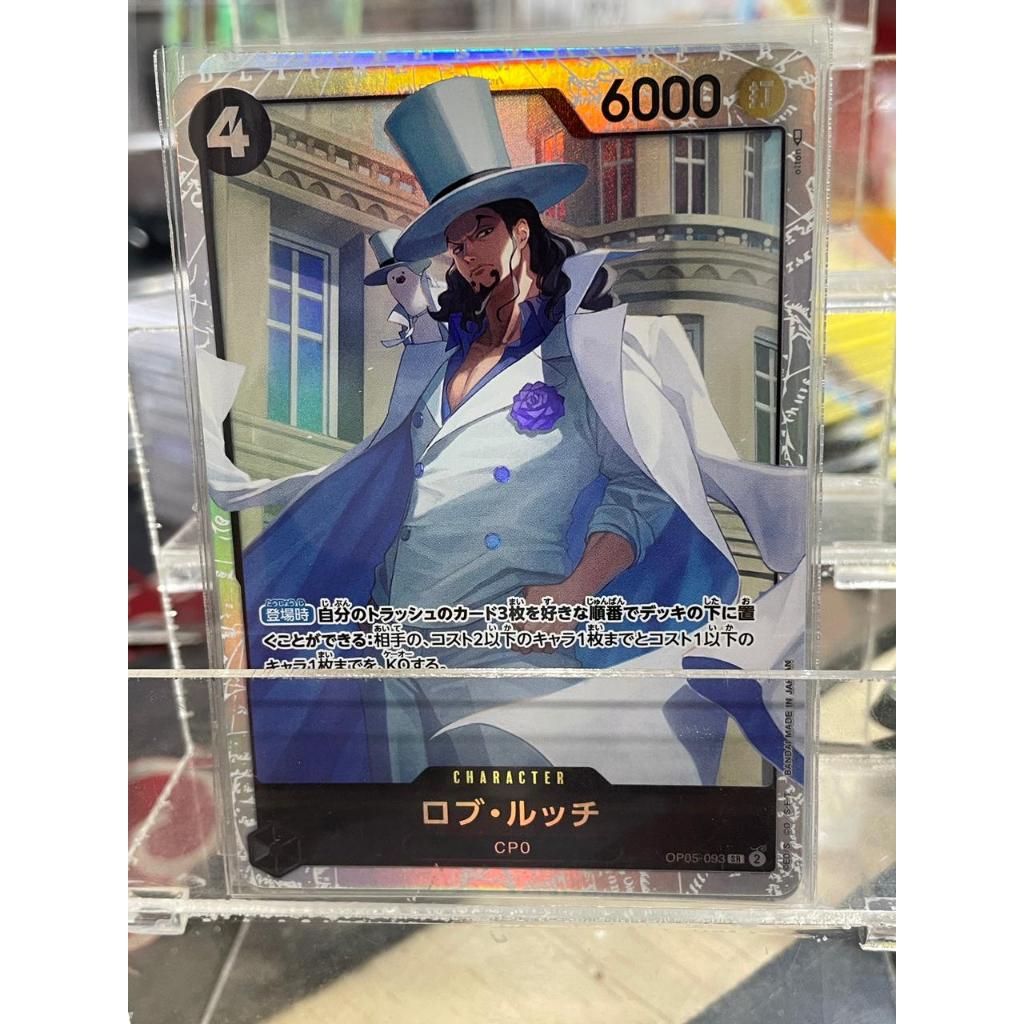 4
6000 打
otton
登場時 自分のトラッシュのカード3枚を好きな順番でデッキの下に置
くことができる:相手の、コスト2以下のキャラ1枚までとコスト1以下の
キャラ1枚までを、KOする。
BANDAI MADE IN JAPAN
CHARACTER
ロブ・ルッチ
CP0
OP05-093 SR 2